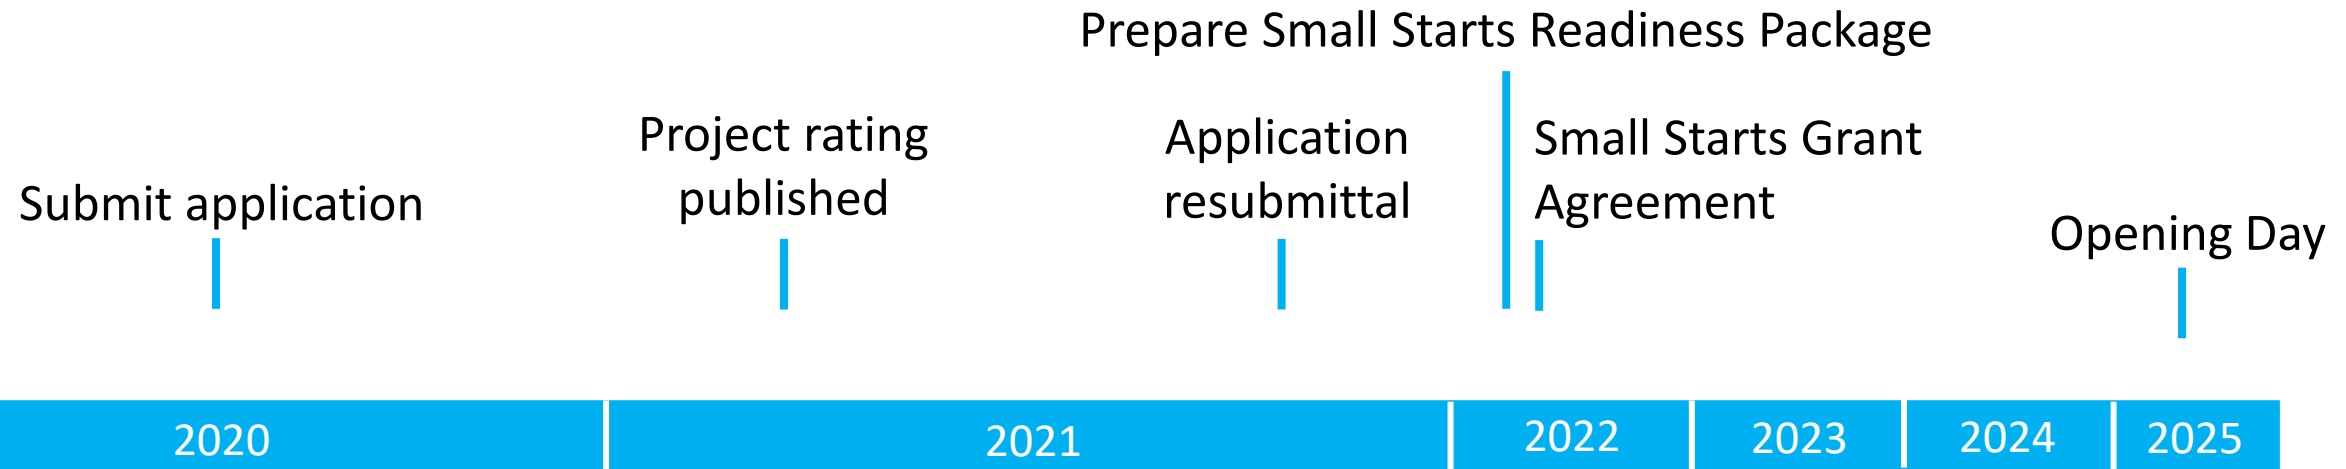 Prepare Small Starts Readiness Package
Submit application
Project rating
published
Application
resubmittal
Small Starts Grant
Agreement
Opening Day
2020
2021
2022
2023
2024
2025